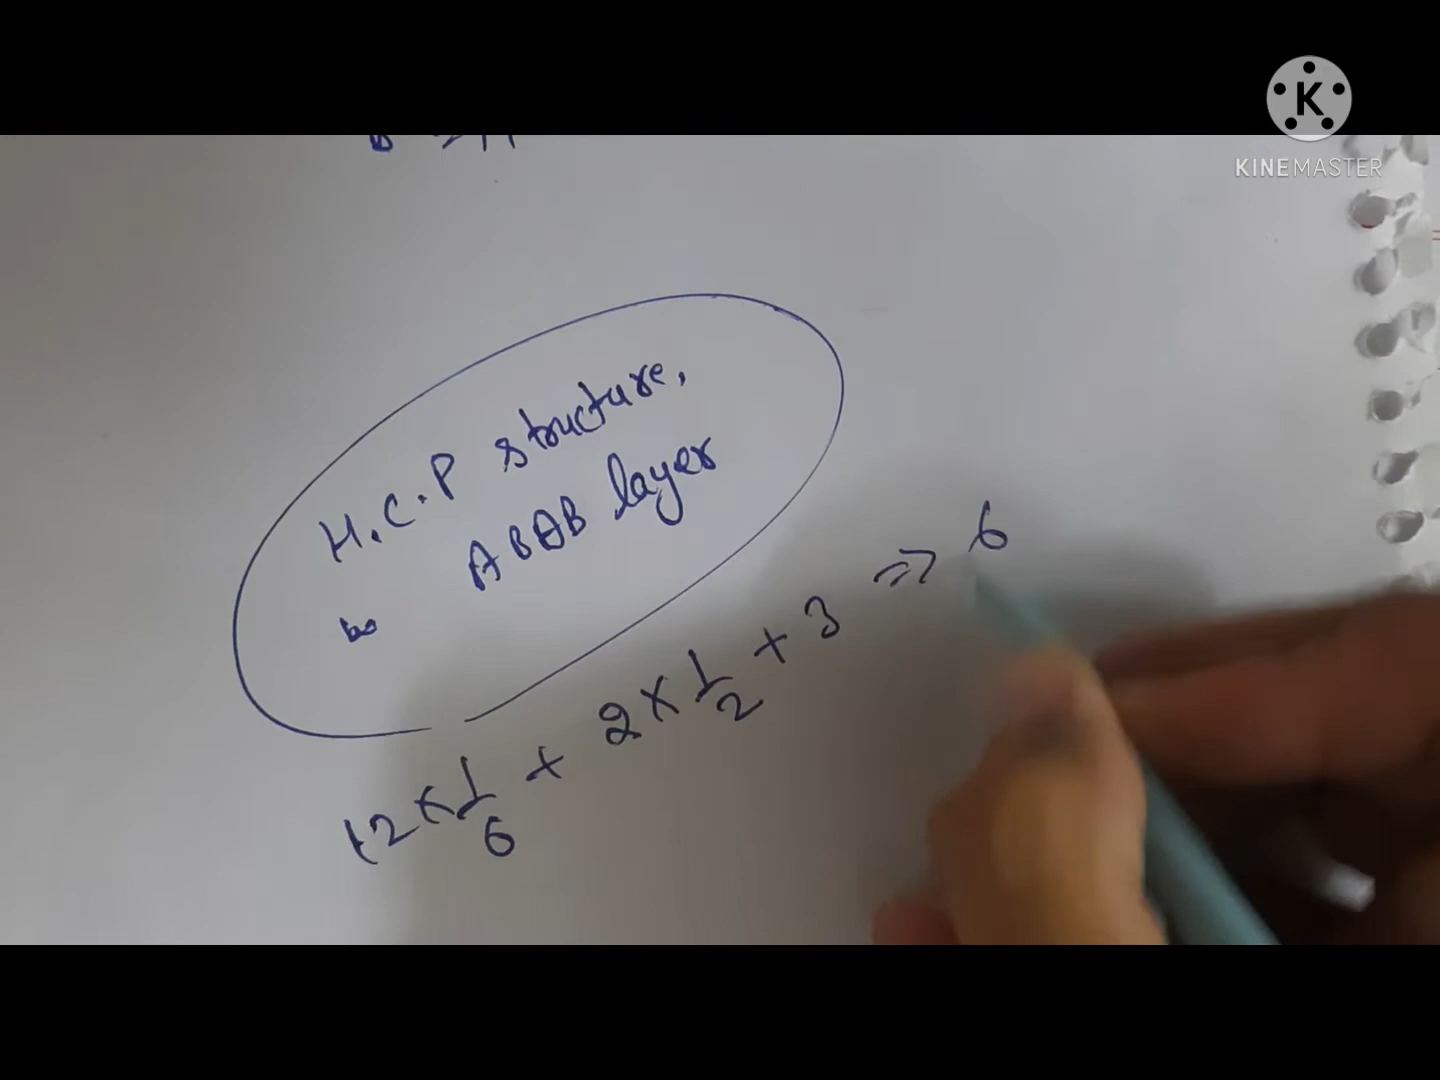 K
KINEMASTER
H.C.P structure,
ABAB layer
12 × 1/6 + 2 × 1/2 + 3 => 6